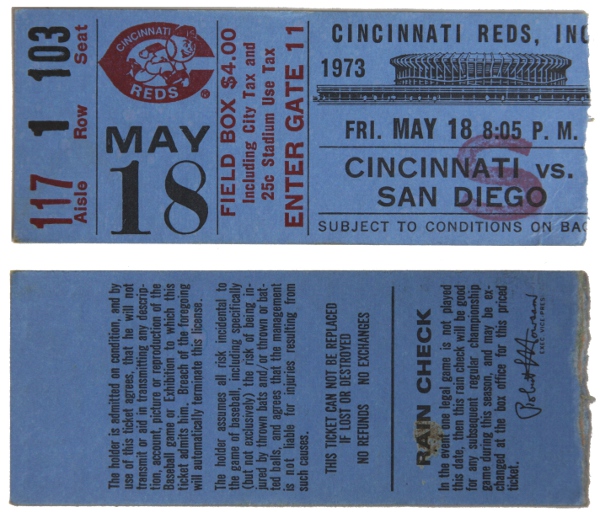 103 Seat
1 Row
117 Aisle
CINCINNATI
REDS
MAY
18
FIELD BOX $4.00
Including City Tax and
25c Stadium Use Tax
ENTER GATE 11
CINCINNATI REDS, INC
1973
FRI. MAY 18 8:05 P. M.
CINCINNATI vs.
SAN DIEGO
SUBJECT TO CONDITIONS ON BAC
The holder is admitted on condition, and by
use of this ticket agrees, that he will not
transmit or aid in transmitting any descrip-
tion, account, picture or reproduction of the
Baseball game or Exhibition to which this
ticket admits him. Breach of the foregoing
will automatically terminate this license.
The holder assumes all risk incidental to
the game of baseball, including specifically
(but not exclusively) the risk of being in-
jured by thrown bats and/or thrown or bat-
ted balls, and agrees that the management
is not liable for injuries resulting from
such causes.
THIS TICKET CAN NOT BE REPLACED
IF LOST OR DESTROYED
NO REFUNDS NO EXCHANGES
RAIN CHECK
In the event a legal game is not played
this date, then this rain check will be good
for any subsequent regular championship
game during this season, and may be ex-
changed at the box office for this priced
ticket.
EXEC VICE PRES